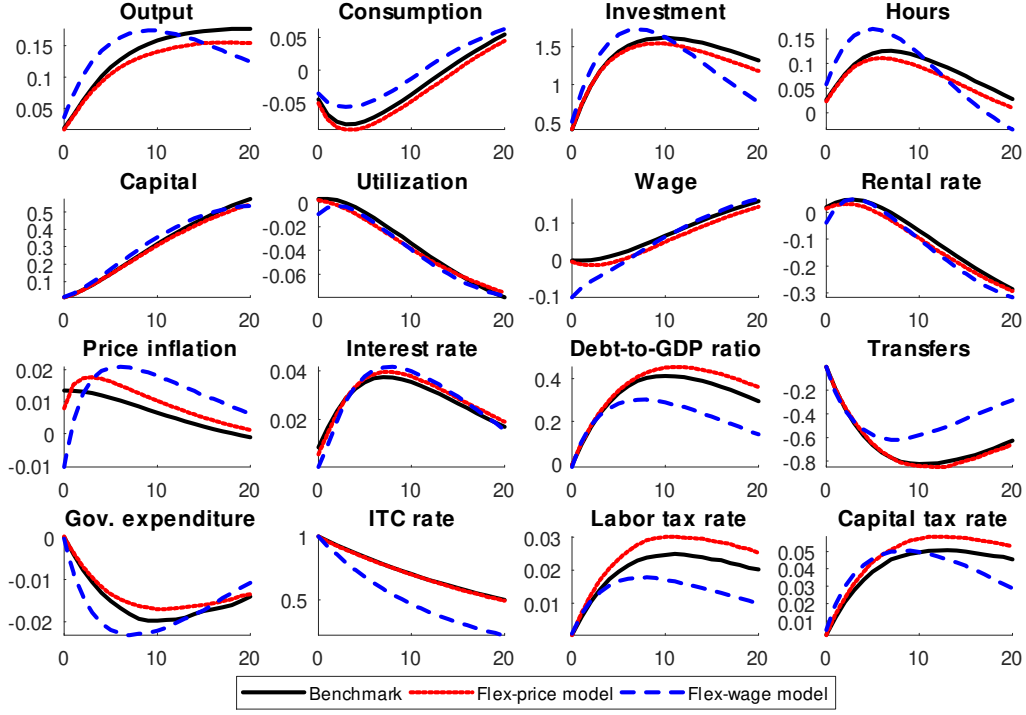 Output Consumption Investment Hours
0.15
0.1
0.05
0 10 20
0.05
0
-0.05
0 10 20
1.5
1
0.5
0 10 20
0.15
0.1
0.05
0
0 10 20
Capital Utilization Wage Rental rate
0.5
0.4
0.3
0.2
0.1
0 10 20
0
-0.02
-0.04
-0.06
0 10 20
0.1
0
-0.1
0 10 20
0
-0.1
-0.2
-0.3
0 10 20
Price inflation Interest rate Debt-to-GDP ratio Transfers
0.02
0.01
0
-0.01
0 10 20
0.04
0.02
0 10 20
0.4
0.2
0
0 10 20
-0.2
-0.4
-0.6
-0.8
0 10 20
Gov. expenditure ITC rate Labor tax rate Capital tax rate
0
-0.01
-0.02
0 10 20
1
0.5
0 10 20
0.03
0.02
0.01
0 10 20
0.05
0.04
0.03
0.02
0.01
0 10 20
Benchmark Flex-price model Flex-wage model